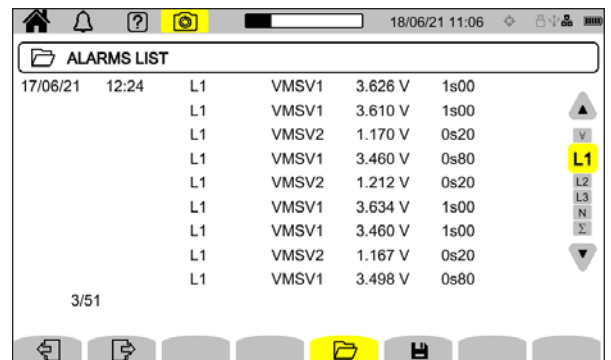 ? 18/06/21 11:06
ALARMS LIST
17/06/21 12:24 L1 VMSV1 3.626 V 1s00
L1 VMSV1 3.610 V 1s00
L1 VMSV2 1.170 V 0s20
L1 VMSV1 3.460 V 0s80
L1 VMSV2 1.212 V 0s20
L1 VMSV1 3.634 V 1s00
L1 VMSV1 3.460 V 1s00
L1 VMSV2 1.167 V 0s20
L1 VMSV1 3.498 V 0s80
3/51
∀
L1
L2
L3
N
Σ